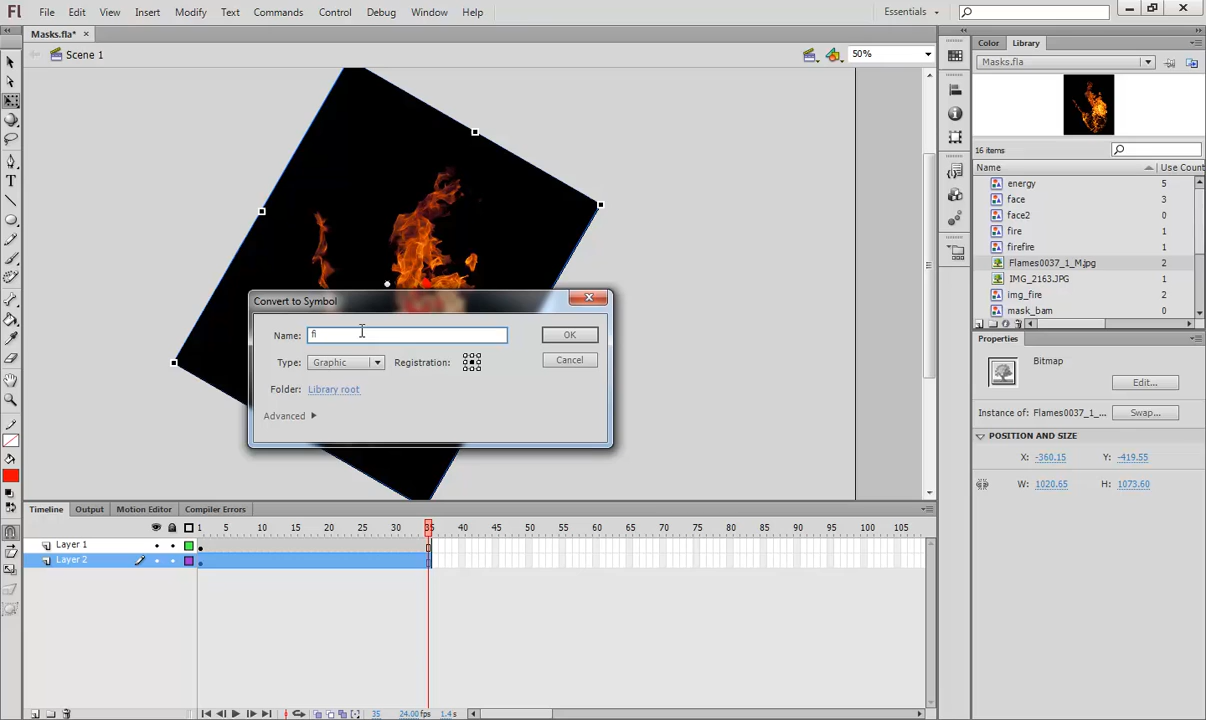 Fl File Edit View Insert Modify Text Commands Control Debug Window Help Essentials
Masks.fla*
Scene 1 50%
Color Library
Masks.fla
16 items
Name Use Count
energy 5
face 3
face2 0
fire 1
firefire 1
Flames0037_1_M.jpg 2
IMG_2163.JPG 1
img_fire 1
mask_bam 0
Convert to Symbol
Name: fi OK
Type: Graphic Registration: Cancel
Folder: Library root
Advanced
Properties
Bitmap
Edit...
Instance of: Flames0037_1_... Swap...
POSITION AND SIZE
X: -360.15 Y: -419.55
W: 1020.65 H: 1073.60
Timeline Output Motion Editor Compiler Errors
1 5 10 15 20 25 30 35 40 45 50 55 60 65 70 75 80 85 90 95 100 105
Layer 1
Layer 2
35 24.00 fps 1.4 s